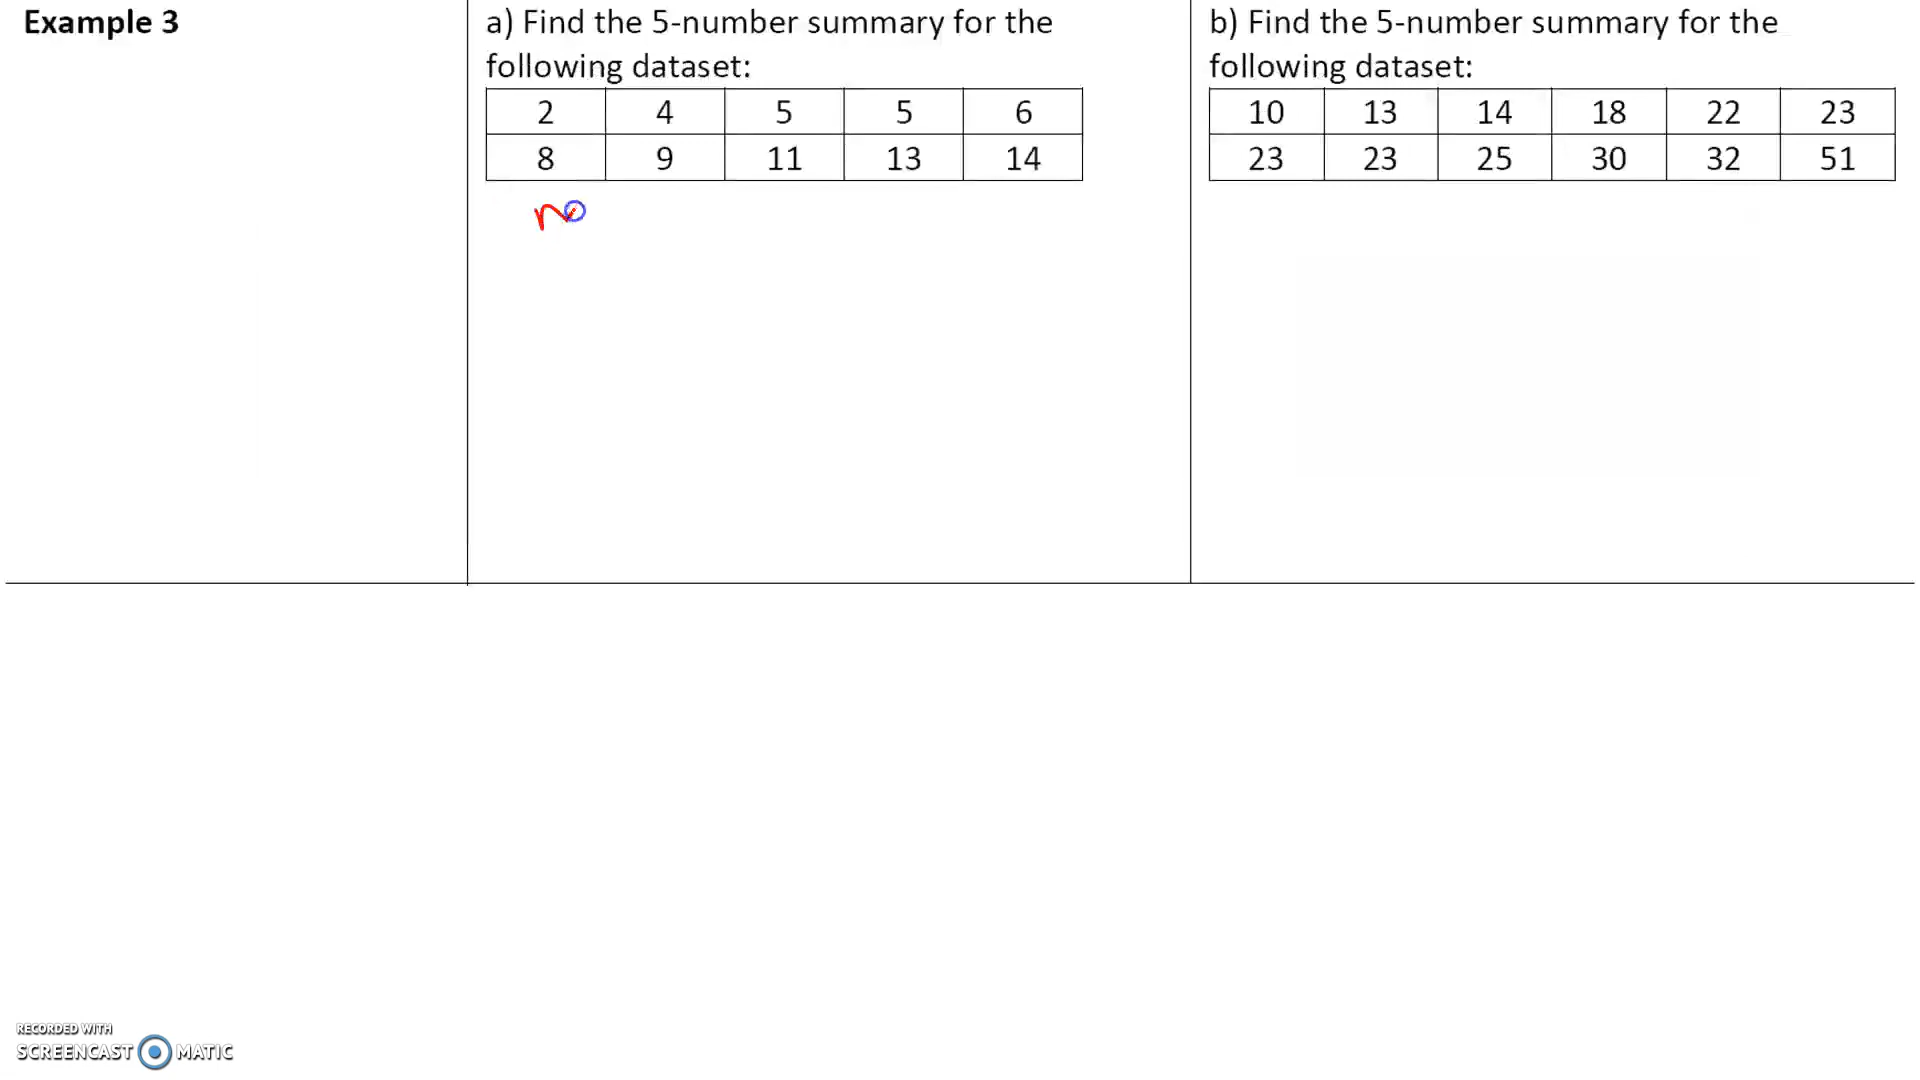 Example 3
a) Find the 5-number summary for the
following dataset:
2 4 5 5 6
8 9 11 13 14
n
b) Find the 5-number summary for the
following dataset:
10 13 14 18 22 23
23 23 25 30 32 51
RECORDED WITH
SCREENCAST MATIC